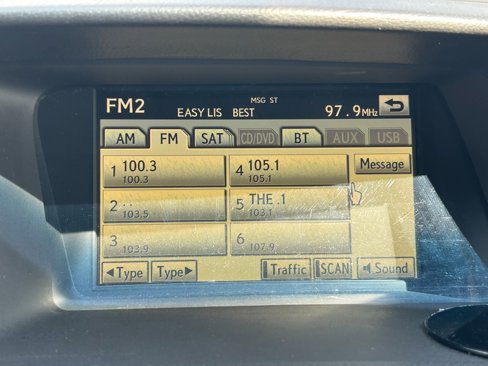 FM2 MSG ST
EASY LIS BEST 97.9MHz
AM FM SAT CD/DVD BT AUX USB
1 100.3 4 105.1 Message
100.3 105.1
2 .. 5 THE .1
103.5 103.1
3 6
103.9 107.9
◀Type Type▶ Traffic SCAN Sound